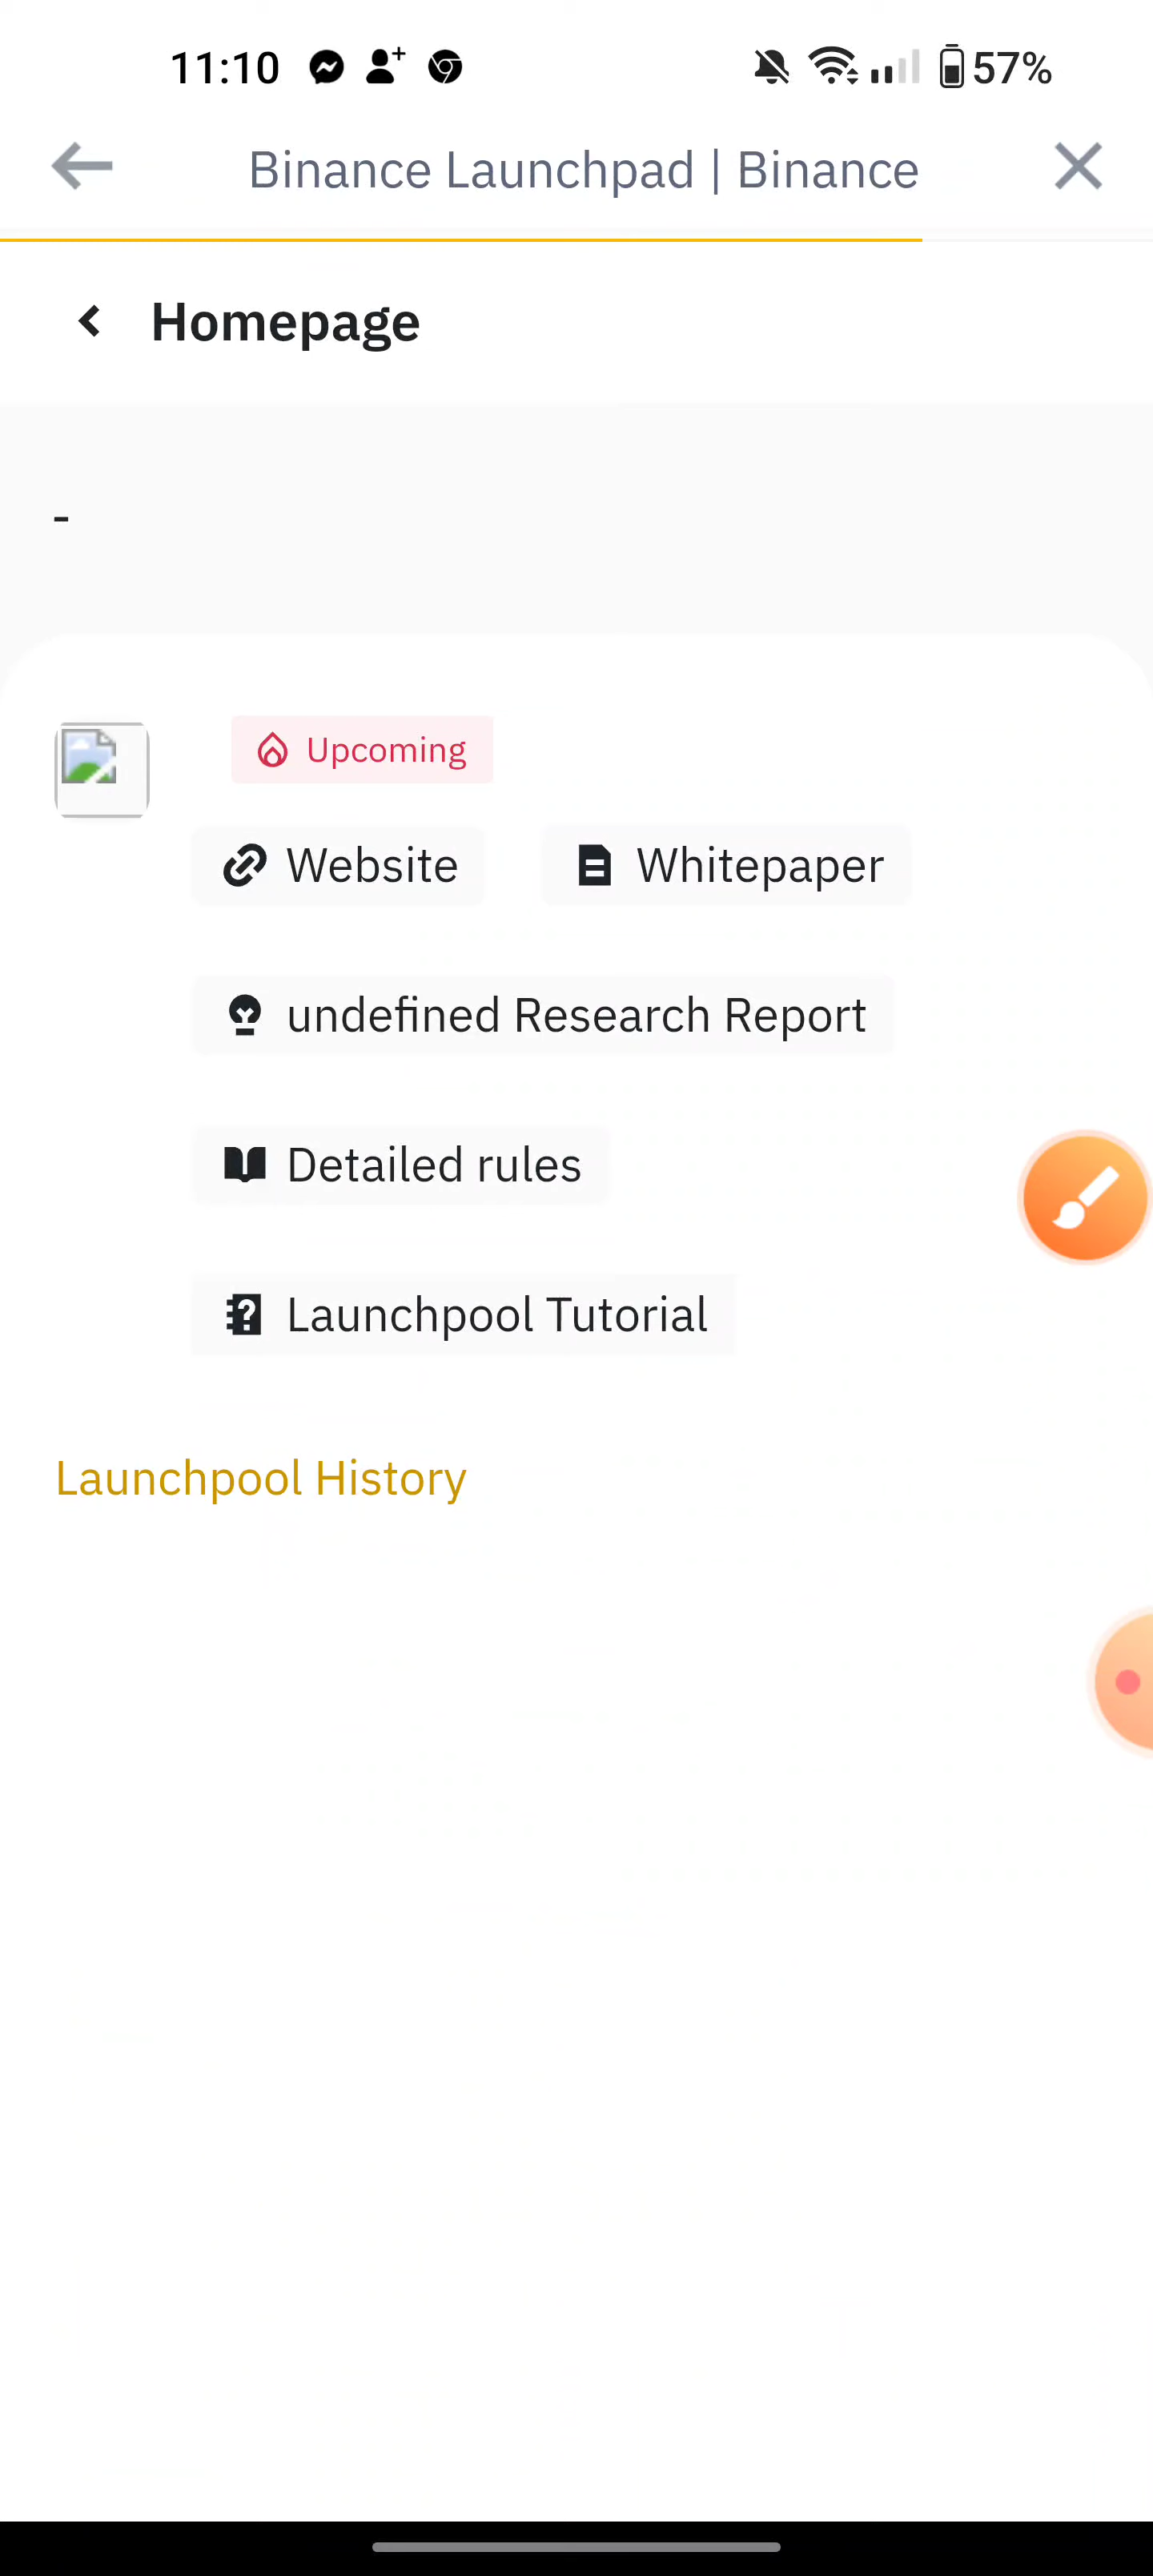 11:10 57%
Binance Launchpad | Binance
Homepage
-
Upcoming
Website Whitepaper
undefined Research Report
Detailed rules
Launchpool Tutorial
Launchpool History